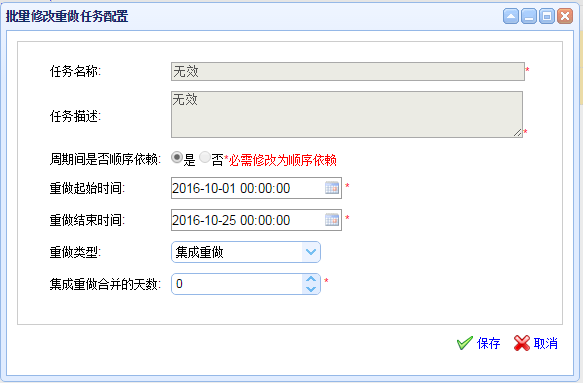 批量修改重做任务配置
任务名称: 无效*
任务描述: 无效*
周期间是否顺序依赖: 是 否*必需修改为顺序依赖
重做起始时间: 2016-10-01 00:00:00 *
重做结束时间: 2016-10-25 00:00:00 *
重做类型: 集成重做
集成重做合并的天数: 0 *
保存 取消